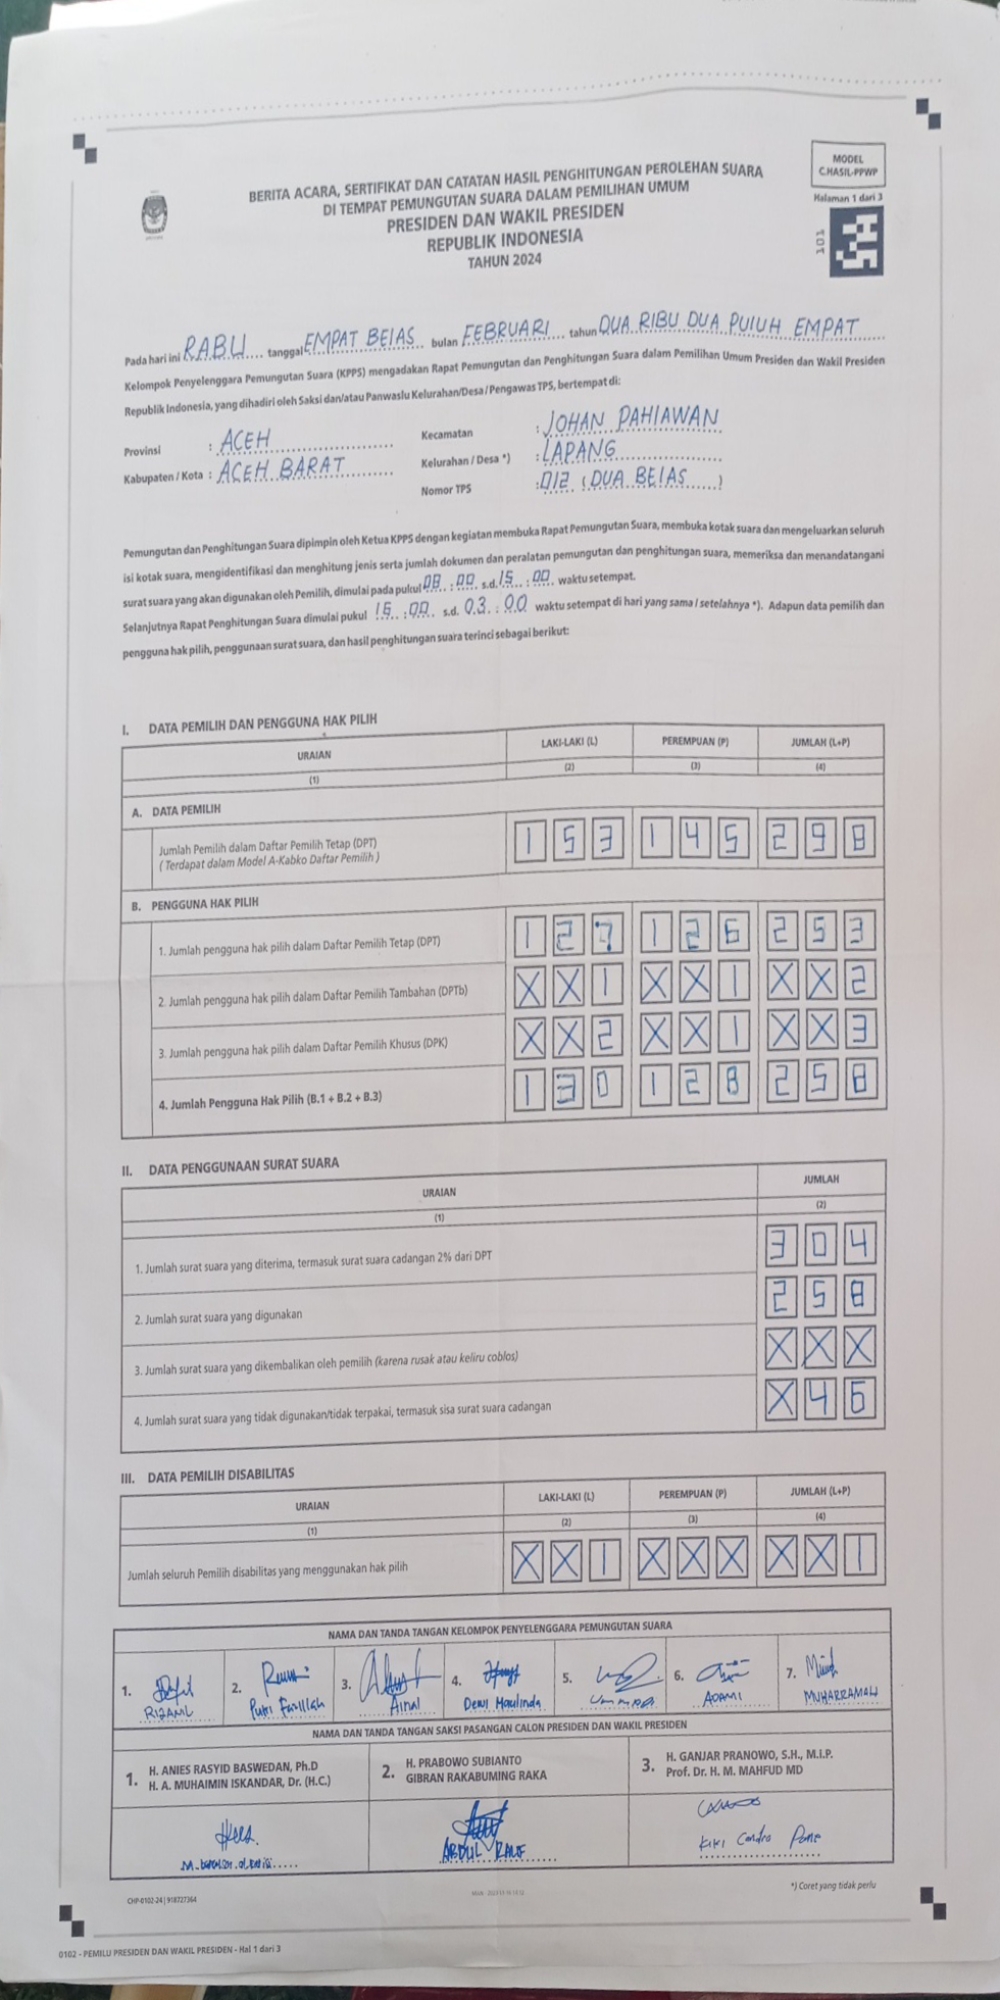 MODEL
C.HASIL-PPWP
Halaman 1 dari 3
101
BERITA ACARA, SERTIFIKAT DAN CATATAN HASIL PENGHITUNGAN PEROLEHAN SUARA
DI TEMPAT PEMUNGUTAN SUARA DALAM PEMILIHAN UMUM
PRESIDEN DAN WAKIL PRESIDEN
REPUBLIK INDONESIA
TAHUN 2024
Pada hari ini RABU tanggal EMPAT BELAS bulan FEBRUARI tahun DUA RIBU DUA PULUH EMPAT
Kelompok Penyelenggara Pemungutan Suara (KPPS) mengadakan Rapat Pemungutan dan Penghitungan Suara dalam Pemilihan Umum Presiden dan Wakil Presiden
Republik Indonesia, yang dihadiri oleh Saksi dan/atau Panwaslu Kelurahan/Desa/Pengawas TPS, bertempat di:
Provinsi : ACEH
Kabupaten / Kota : ACEH BARAT
Kecamatan : JOHAN PAHLAWAN
Kelurahan / Desa *) : LAPANG
Nomor TPS : 012 (DUA BELAS)
Pemungutan dan Penghitungan Suara dipimpin oleh Ketua KPPS dengan kegiatan membuka Rapat Pemungutan Suara, membuka kotak suara dan mengeluarkan seluruh
isi kotak suara, mengidentifikasi dan menghitung jenis serta jumlah dokumen dan peralatan pemungutan dan penghitungan suara, memeriksa dan menandatangani
surat suara yang akan digunakan oleh Pemilih, dimulai pada pukul 08 : 00 s.d. 15 : 00 waktu setempat.
Selanjutnya Rapat Penghitungan Suara dimulai pukul : 00 s.d. 03 : 00 waktu setempat di hari yang sama / setelahnya *). Adapun data pemilih dan
pengguna hak pilih, penggunaan surat suara, dan hasil penghitungan suara terinci sebagai berikut:
I. DATA PEMILIH DAN PENGGUNA HAK PILIH
URAIAN LAKI-LAKI (L) PEREMPUAN (P) JUMLAH (L+P)
(1) (2) (3) (4)
A. DATA PEMILIH
Jumlah Pemilih dalam Daftar Pemilih Tetap (DPT) 153 145 298
( Terdapat dalam Model A-Kabko Daftar Pemilih )
B. PENGGUNA HAK PILIH
1. Jumlah pengguna hak pilih dalam Daftar Pemilih Tetap (DPT) 127 126 253
2. Jumlah pengguna hak pilih dalam Daftar Pemilih Tambahan (DPTb) XX1 XX1 XX2
3. Jumlah pengguna hak pilih dalam Daftar Pemilih Khusus (DPK) XX2 XX1 XX3
4. Jumlah Pengguna Hak Pilih (B.1 + B.2 + B.3) 130 128 258
II. DATA PENGGUNAAN SURAT SUARA
URAIAN JUMLAH
(1) (2)
1. Jumlah surat suara yang diterima, termasuk surat suara cadangan 2% dari DPT 304
2. Jumlah surat suara yang digunakan 258
3. Jumlah surat suara yang dikembalikan oleh pemilih (karena rusak atau keliru coblos) XXX
4. Jumlah surat suara yang tidak digunakan/tidak terpakai, termasuk sisa surat suara cadangan X46
III. DATA PEMILIH DISABILITAS
URAIAN LAKI-LAKI (L) PEREMPUAN (P) JUMLAH (L+P)
(1) (2) (3) (4)
Jumlah seluruh Pemilih disabilitas yang menggunakan hak pilih XX1 XXX XX1
NAMA DAN TANDA TANGAN KELOMPOK PENYELENGGARA PEMUNGUTAN SUARA
1. 2. 3. 4. 5. 6. 7.
Putri Ainal Dewi Maulinda ADAMI
NAMA DAN TANDA TANGAN SAKSI PASANGAN CALON PRESIDEN DAN WAKIL PRESIDEN
1. H. ANIES RASYID BASWEDAN, Ph.D
H. A. MUHAIMIN ISKANDAR, Dr. (H.C.)
2. H. PRABOWO SUBIANTO
GIBRAN RAKABUMING RAKA
3. H. GANJAR PRANOWO, S.H., M.I.P.
Prof. Dr. H. M. MAHFUD MD
ABDUL Kiki Candra
*) Coret yang tidak perlu
CHP-0102-24 | 918727364
0102 - PEMILU PRESIDEN DAN WAKIL PRESIDEN - Hal 1 dari 3